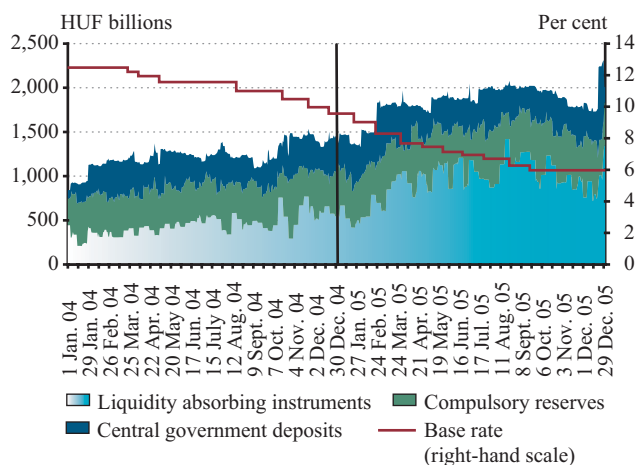 HUF billions
Per cent
2,500
2,000
1,500
1,000
500
0
14
12
10
8
6
4
2
0
1 Jan. 04
29 Jan. 04
26 Feb. 04
25 Mar. 04
22 Apr. 04
20 May 04
17 Jun. 04
15 July 04
12 Aug. 04
9 Sept. 04
7 Oct. 04
4 Nov. 04
2 Dec. 04
30 Dec. 04
27 Jan. 05
24 Feb. 05
24 Mar. 05
21 Apr. 05
19 May 05
16 Jun. 05
17 Jul. 05
11 Aug. 05
8 Sept. 05
6 Oct. 05
3 Nov. 05
1 Dec. 05
29 Dec. 05
Liquidity absorbing instruments
Compulsory reserves
Central government deposits
Base rate
(right-hand scale)